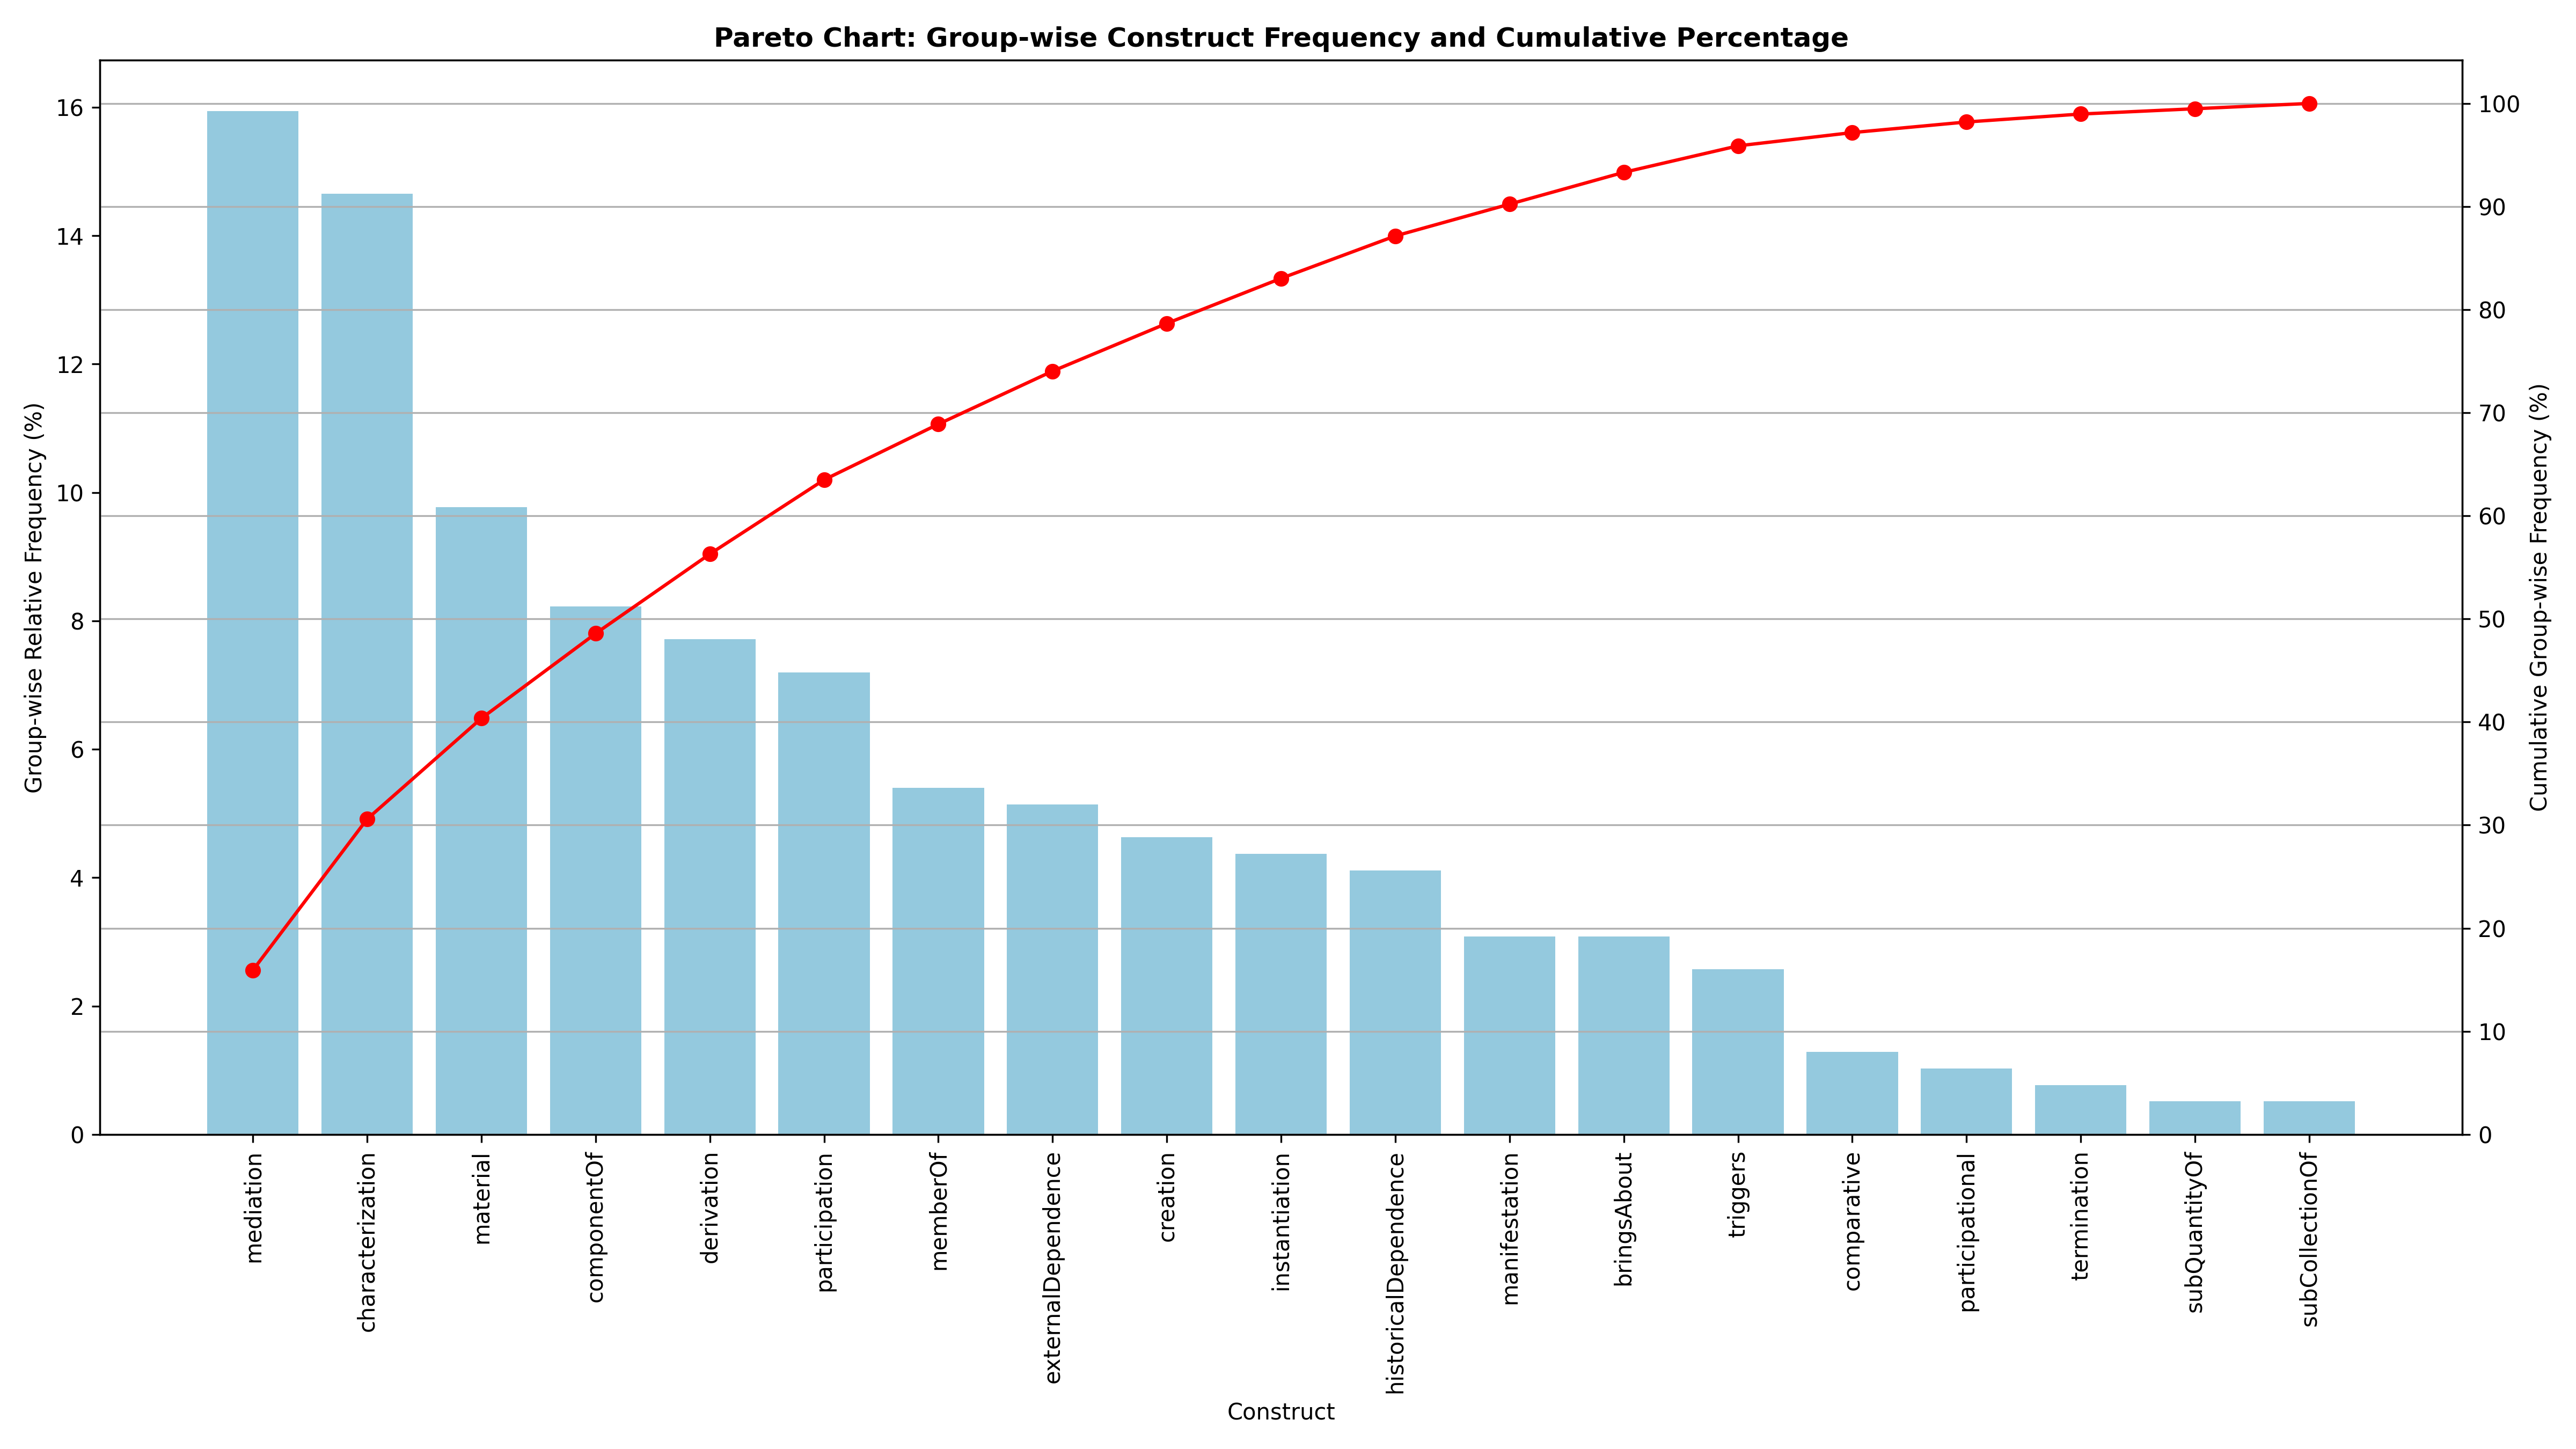 Pareto Chart: Group-wise Construct Frequency and Cumulative Percentage
Group-wise Relative Frequency (%)
16
14
12
10
8
6
4
2
0
100
90
80
70
60
50
40
30
20
10
0
Cumulative Group-wise Frequency (%)
mediation
characterization
material
componentOf
derivation
participation
memberOf
externalDependence
creation
instantiation
historicalDependence
manifestation
bringsAbout
triggers
comparative
participational
termination
subQuantityOf
subCollectionOf
Construct